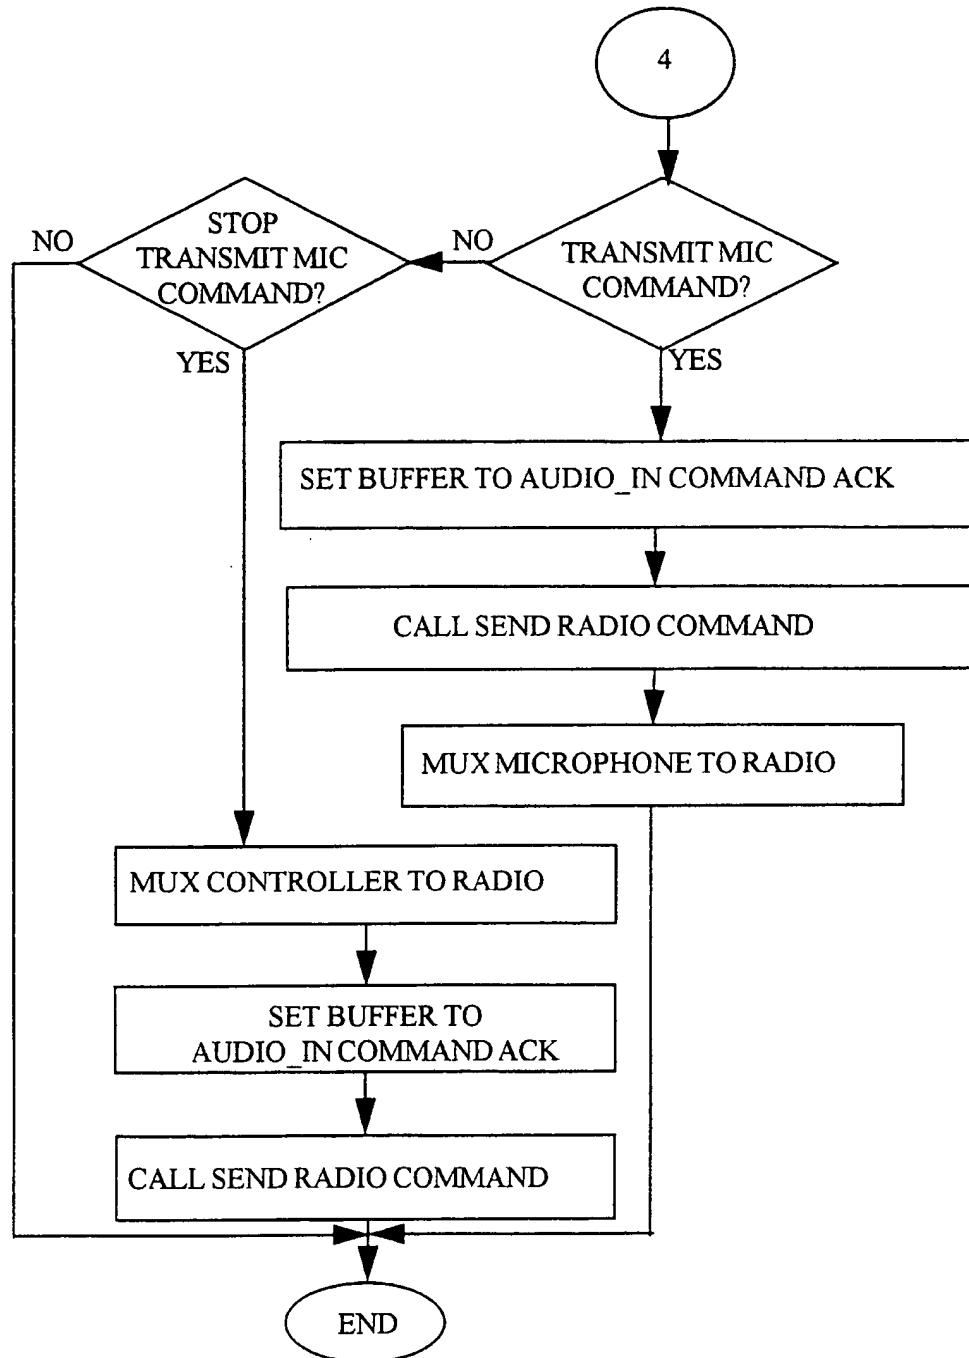 4
STOP
TRANSMIT MIC
COMMAND?
NO
NO
TRANSMIT MIC
COMMAND?
YES
YES
SET BUFFER TO AUDIO_IN COMMAND ACK
CALL SEND RADIO COMMAND
MUX MICROPHONE TO RADIO
MUX CONTROLLER TO RADIO
SET BUFFER TO
AUDIO_IN COMMAND ACK
CALL SEND RADIO COMMAND
END